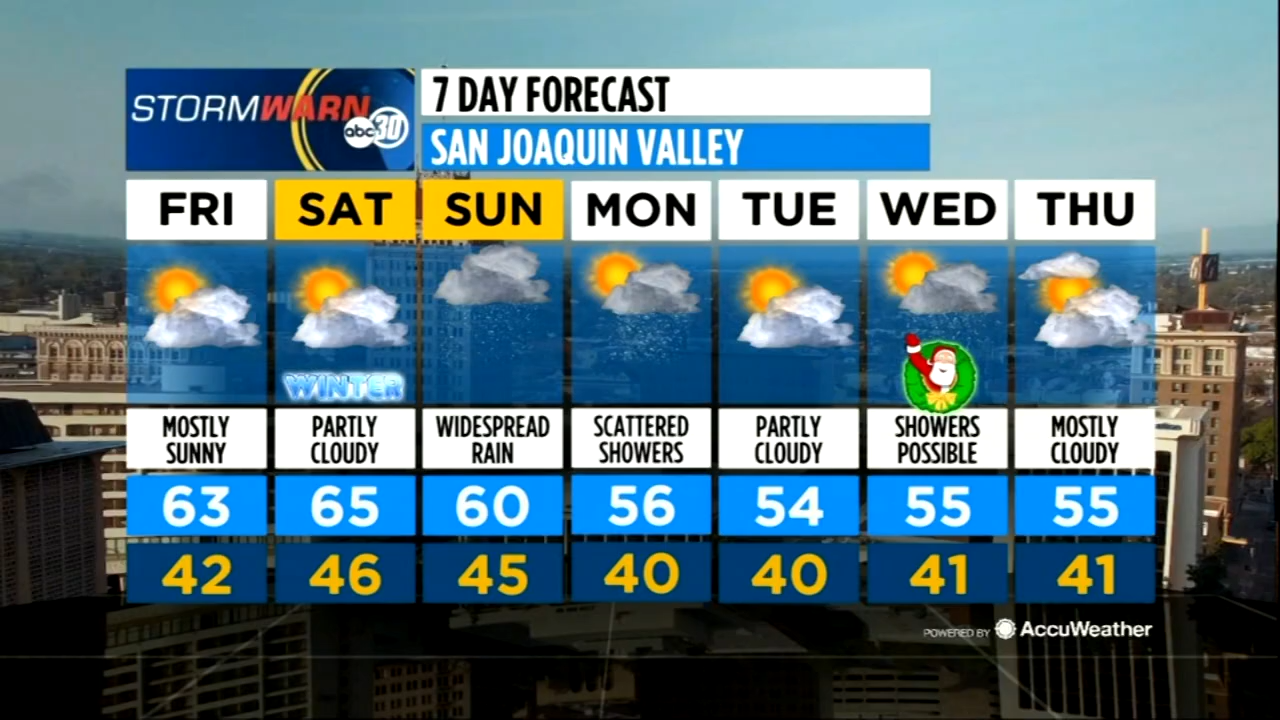 STORMWARN
abc30
7 DAY FORECAST
SAN JOAQUIN VALLEY
FRI SAT SUN MON TUE WED THU
WINTER
MOSTLY SUNNY
PARTLY CLOUDY
WIDESPREAD RAIN
SCATTERED SHOWERS
PARTLY CLOUDY
SHOWERS POSSIBLE
MOSTLY CLOUDY
63 65 60 56 54 55 55
42 46 45 40 40 41 41
POWERED BY AccuWeather